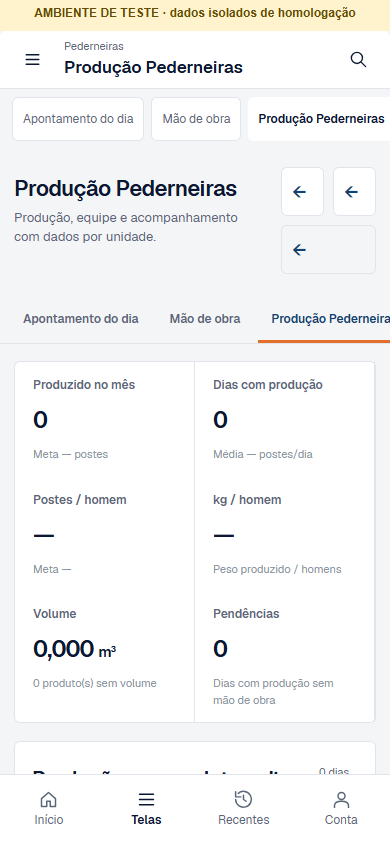 AMBIENTE DE TESTE · dados isolados de homologação
Pederneiras
Produção Pederneiras
Apontamento do dia
Mão de obra
Produção Pederneiras
Produção Pederneiras
Produção, equipe e acompanhamento
com dados por unidade.
Apontamento do dia
Mão de obra
Produção Pederneira
Produzido no mês
Dias com produção
0
0
Meta — postes
Média — postes/dia
Postes / homem
kg / homem
—
—
Meta —
Peso produzido / homens
Volume
Pendências
0,000 m³
0
0 produto(s) sem volume
Dias com produção sem
mão de obra
0 dias
Início
Telas
Recentes
Conta